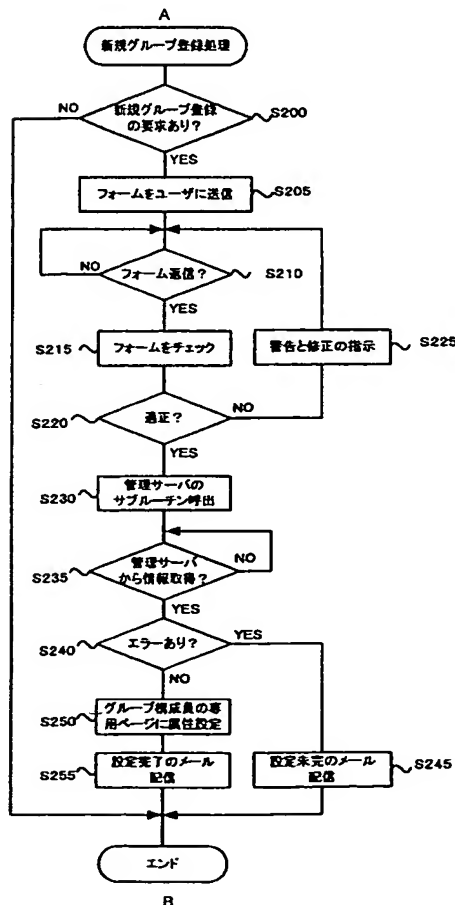 A
新規グループ登録処理
NO
新規グループ登録
の要求あり?
S200
YES
フォームをユーザに送信
S205
NO
フォーム返信?
S210
YES
S215
フォームをチェック
警告と修正の指示
S225
S220
適正?
NO
YES
S230
管理サーバの
サブルーチン呼出
S235
管理サーバ
から情報取得?
NO
YES
S240
エラーあり?
YES
NO
S250
グループ構成員の専
用ページに属性設定
S255
設定完了のメール
配信
設定未完のメール
配信
S245
エンド
B